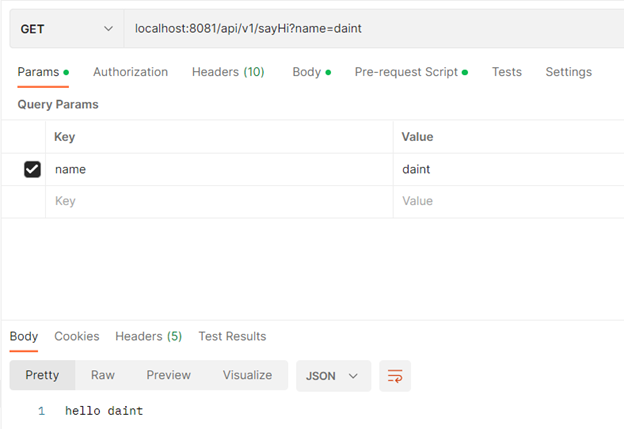 GET localhost:8081/api/v1/sayHi?name=daint
Params Authorization Headers (10) Body Pre-request Script Tests Settings
Query Params
Key Value
name daint
Key Value
Body Cookies Headers (5) Test Results
Pretty Raw Preview Visualize JSON
1 hello daint